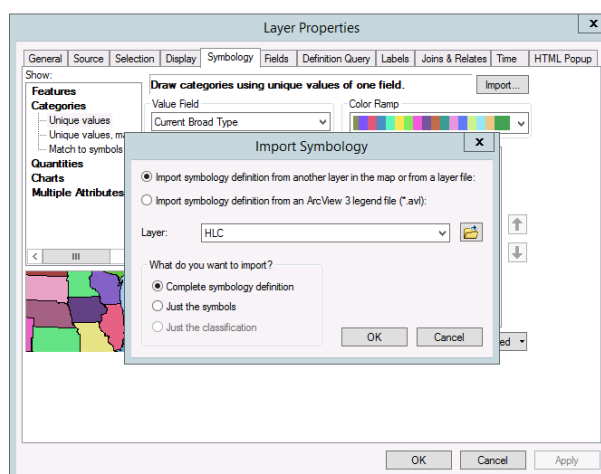 Layer Properties
x
General Source Selection Display Symbology Fields Definition Query Labels Joins & Relates Time HTML Popup
Show:
Features
Categories
Unique values
Unique values, ma
Match to symbols
Quantities
Charts
Multiple Attributes
Draw categories using unique values of one field.
Import...
Value Field
Color Ramp
Current Broad Type
Import Symbology
x
Import symbology definition from another layer in the map or from a layer file:
Import symbology definition from an ArcView 3 legend file (*.avl):
Layer:
HLC
What do you want to import?
Complete symbology definition
Just the symbols
Just the classification
OK
Cancel
ed
OK
Cancel
Apply